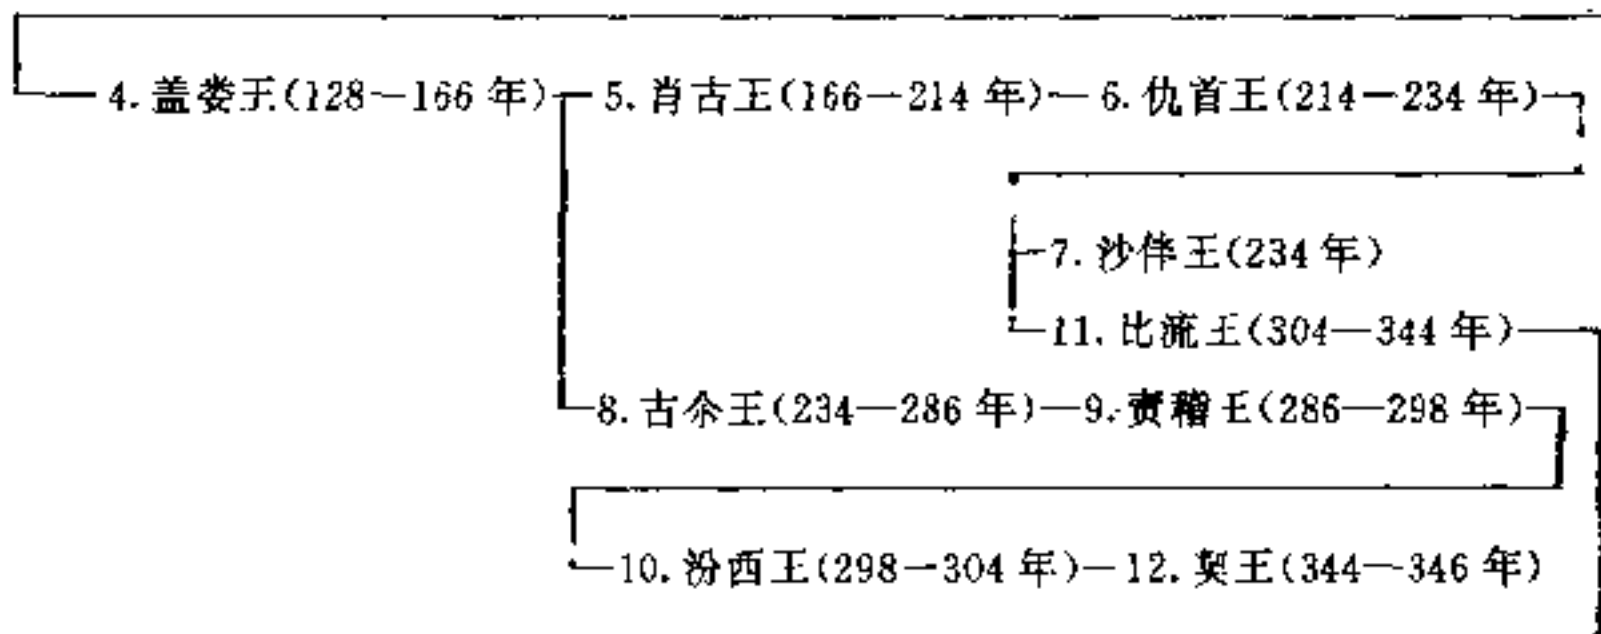 4. 盖娄王(128—166 年) 5. 肖古王(166—214 年) 6. 仇首王(214—234 年)
7. 沙伴王(234 年)
11. 比流王(304—344 年)
8. 古尒王(234—286 年) 9. 责稽王(286—298 年)
10. 汾西王(298—304 年) 12. 契王(344—346 年)